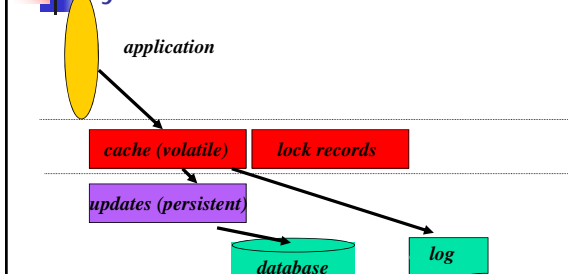 application
cache (volatile)
lock records
updates (persistent)
log
database